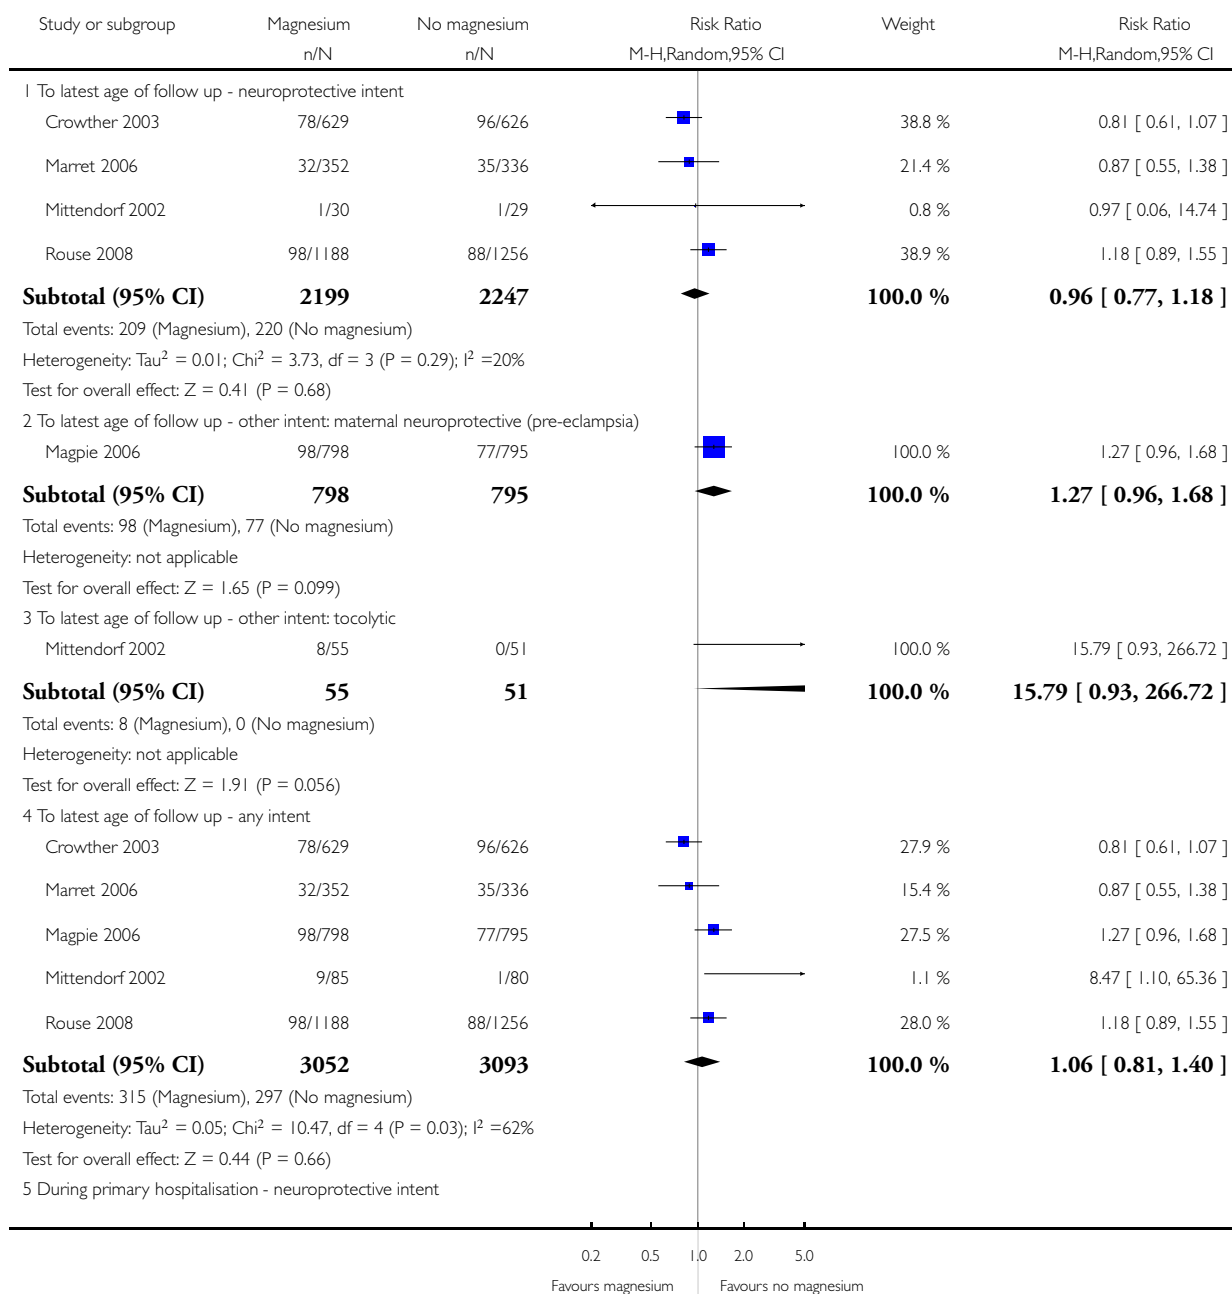 Study or subgroup Magnesium No magnesium Risk Ratio Weight Risk Ratio
n/N n/N M-H,Random,95% CI M-H,Random,95% CI
1 To latest age of follow up - neuroprotective intent
Crowther 2003 78/629 96/626 38.8 % 0.81 [ 0.61, 1.07 ]
Marret 2006 32/352 35/336 21.4 % 0.87 [ 0.55, 1.38 ]
Mittendorf 2002 1/30 1/29 0.8 % 0.97 [ 0.06, 14.74 ]
Rouse 2008 98/1188 88/1256 38.9 % 1.18 [ 0.89, 1.55 ]
Subtotal (95% CI) 2199 2247 100.0 % 0.96 [ 0.77, 1.18 ]
Total events: 209 (Magnesium), 220 (No magnesium)
Heterogeneity: Tau² = 0.01; Chi² = 3.73, df = 3 (P = 0.29); I² =20%
Test for overall effect: Z = 0.41 (P = 0.68)
2 To latest age of follow up - other intent: maternal neuroprotective (pre-eclampsia)
Magpie 2006 98/798 77/795 100.0 % 1.27 [ 0.96, 1.68 ]
Subtotal (95% CI) 798 795 100.0 % 1.27 [ 0.96, 1.68 ]
Total events: 98 (Magnesium), 77 (No magnesium)
Heterogeneity: not applicable
Test for overall effect: Z = 1.65 (P = 0.099)
3 To latest age of follow up - other intent: tocolytic
Mittendorf 2002 8/55 0/51 100.0 % 15.79 [ 0.93, 266.72 ]
Subtotal (95% CI) 55 51 100.0 % 15.79 [ 0.93, 266.72 ]
Total events: 8 (Magnesium), 0 (No magnesium)
Heterogeneity: not applicable
Test for overall effect: Z = 1.91 (P = 0.056)
4 To latest age of follow up - any intent
Crowther 2003 78/629 96/626 27.9 % 0.81 [ 0.61, 1.07 ]
Marret 2006 32/352 35/336 15.4 % 0.87 [ 0.55, 1.38 ]
Magpie 2006 98/798 77/795 27.5 % 1.27 [ 0.96, 1.68 ]
Mittendorf 2002 9/85 1/80 1.1 % 8.47 [ 1.10, 65.36 ]
Rouse 2008 98/1188 88/1256 28.0 % 1.18 [ 0.89, 1.55 ]
Subtotal (95% CI) 3052 3093 100.0 % 1.06 [ 0.81, 1.40 ]
Total events: 315 (Magnesium), 297 (No magnesium)
Heterogeneity: Tau² = 0.05; Chi² = 10.47, df = 4 (P = 0.03); I² =62%
Test for overall effect: Z = 0.44 (P = 0.66)
5 During primary hospitalisation - neuroprotective intent
0.2 0.5 1.0 2.0 5.0
Favours magnesium Favours no magnesium